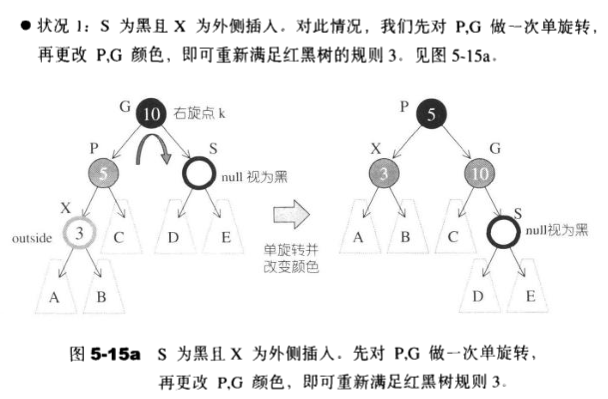 ● 状况 1：S 为黑且 X 为外侧插入。对此情况，我们先对 P,G 做一次单旋转，
再更改 P,G 颜色，即可重新满足红黑树的规则 3。见图 5-15a。
G 10 右旋点 k
P 5
S
null 视为黑
X
outside 3
C D E
A B
单旋转并
改变颜色
P 5
X G
3 10
A B C
S
null视为黑
D E
图 5-15a S 为黑且 X 为外侧插入。先对 P,G 做一次单旋转，
再更改 P,G 颜色，即可重新满足红黑树规则 3。